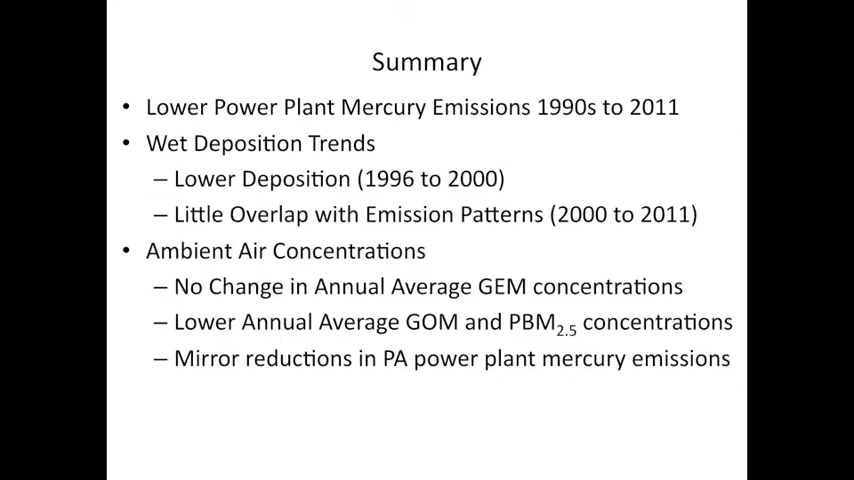 Summary
• Lower Power Plant Mercury Emissions 1990s to 2011
• Wet Deposition Trends
– Lower Deposition (1996 to 2000)
– Little Overlap with Emission Patterns (2000 to 2011)
• Ambient Air Concentrations
– No Change in Annual Average GEM concentrations
– Lower Annual Average GOM and PBM2.5 concentrations
– Mirror reductions in PA power plant mercury emissions